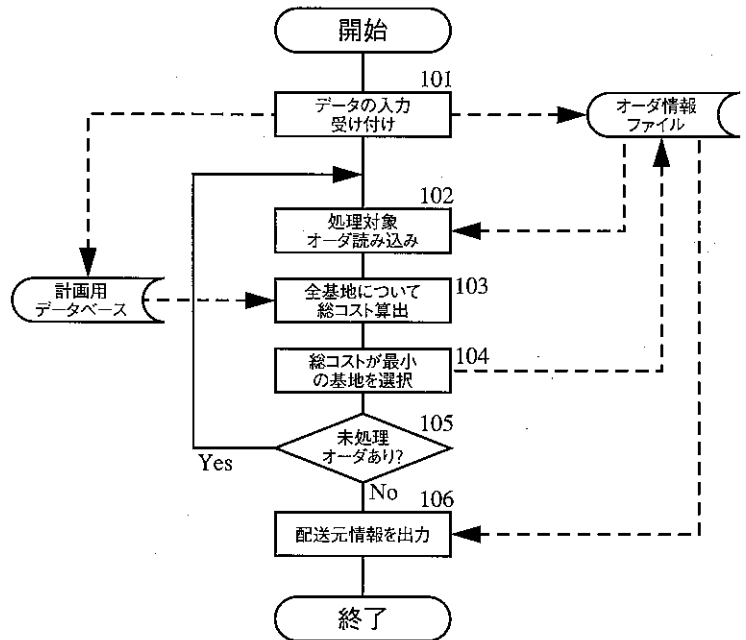 開始
101
データの入力
受け付け
オーダ情報
ファイル
102
処理対象
オーダ読み込み
計画用
データベース
103
全基地について
総コスト算出
104
総コストが最小
の基地を選択
105
未処理
オーダあり?
Yes
No
106
配送元情報を出力
終了